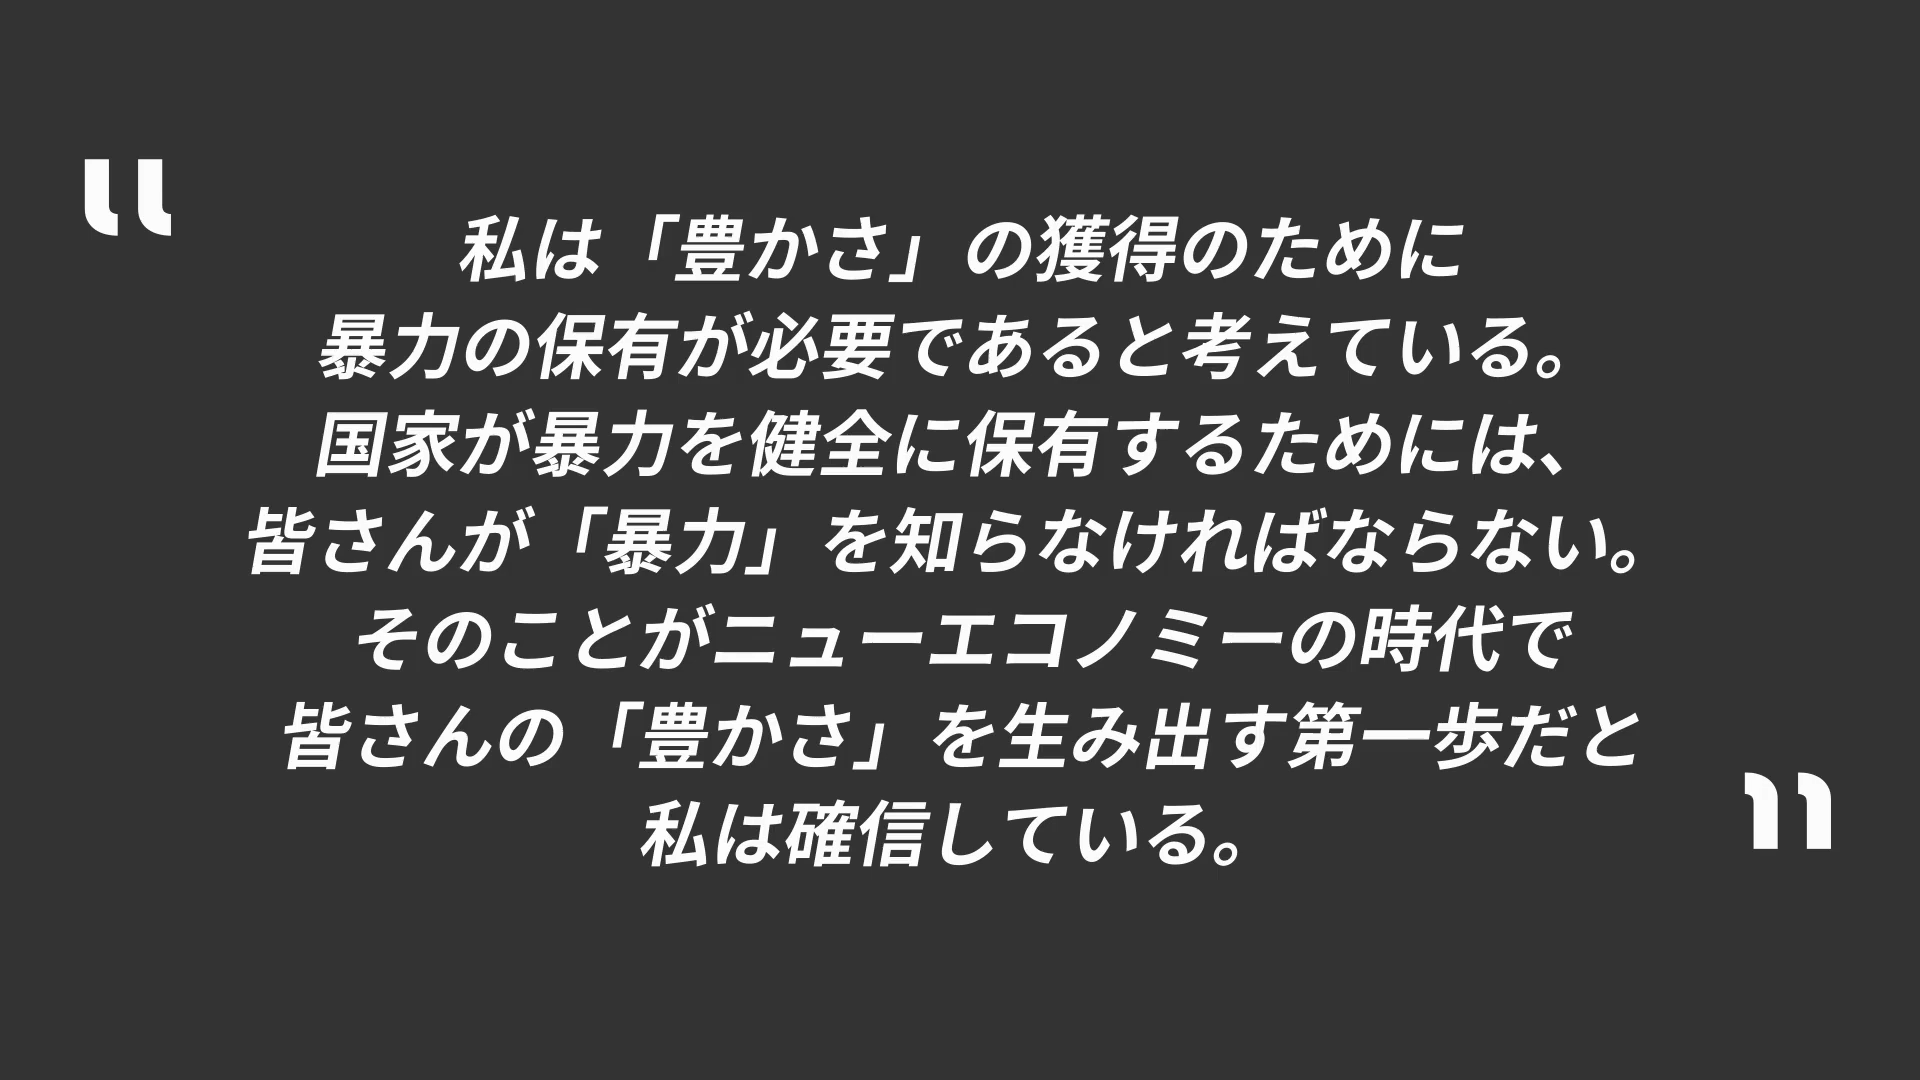 “
私は「豊かさ」の獲得のために
暴力の保有が必要であると考えている。
国家が暴力を健全に保有するためには、
皆さんが「暴力」を知らなければならない。
そのことがニューエコノミーの時代で
皆さんの「豊かさ」を生み出す第一歩だと
私は確信している。
”